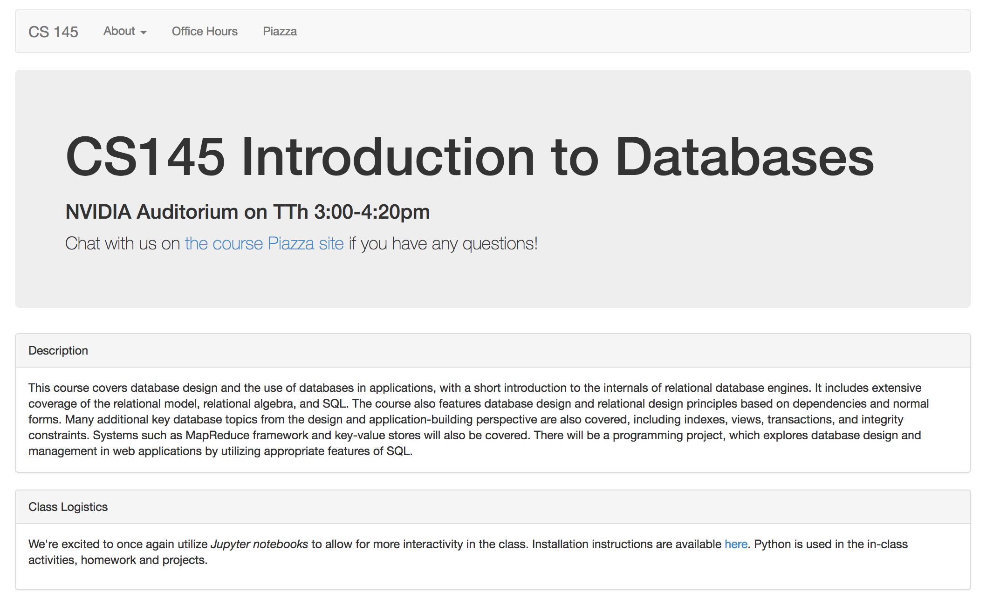 CS 145 About Office Hours Piazza
CS145 Introduction to Databases
NVIDIA Auditorium on TTh 3:00-4:20pm
Chat with us on the course Piazza site if you have any questions!
Description
This course covers database design and the use of databases in applications, with a short introduction to the internals of relational database engines. It includes extensive
coverage of the relational model, relational algebra, and SQL. The course also features database design and relational design principles based on dependencies and normal
forms. Many additional key database topics from the design and application-building perspective are also covered, including indexes, views, transactions, and integrity
constraints. Systems such as MapReduce framework and key-value stores will also be covered. There will be a programming project, which explores database design and
management in web applications by utilizing appropriate features of SQL.
Class Logistics
We're excited to once again utilize Jupyter notebooks to allow for more interactivity in the class. Installation instructions are available here. Python is used in the in-class
activities, homework and projects.